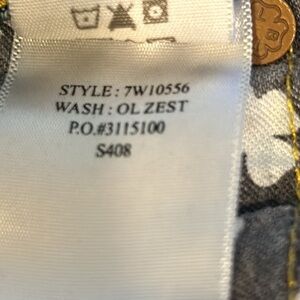 STYLE : 7W10556
WASH : OL ZEST
P.O.#3115100
S408